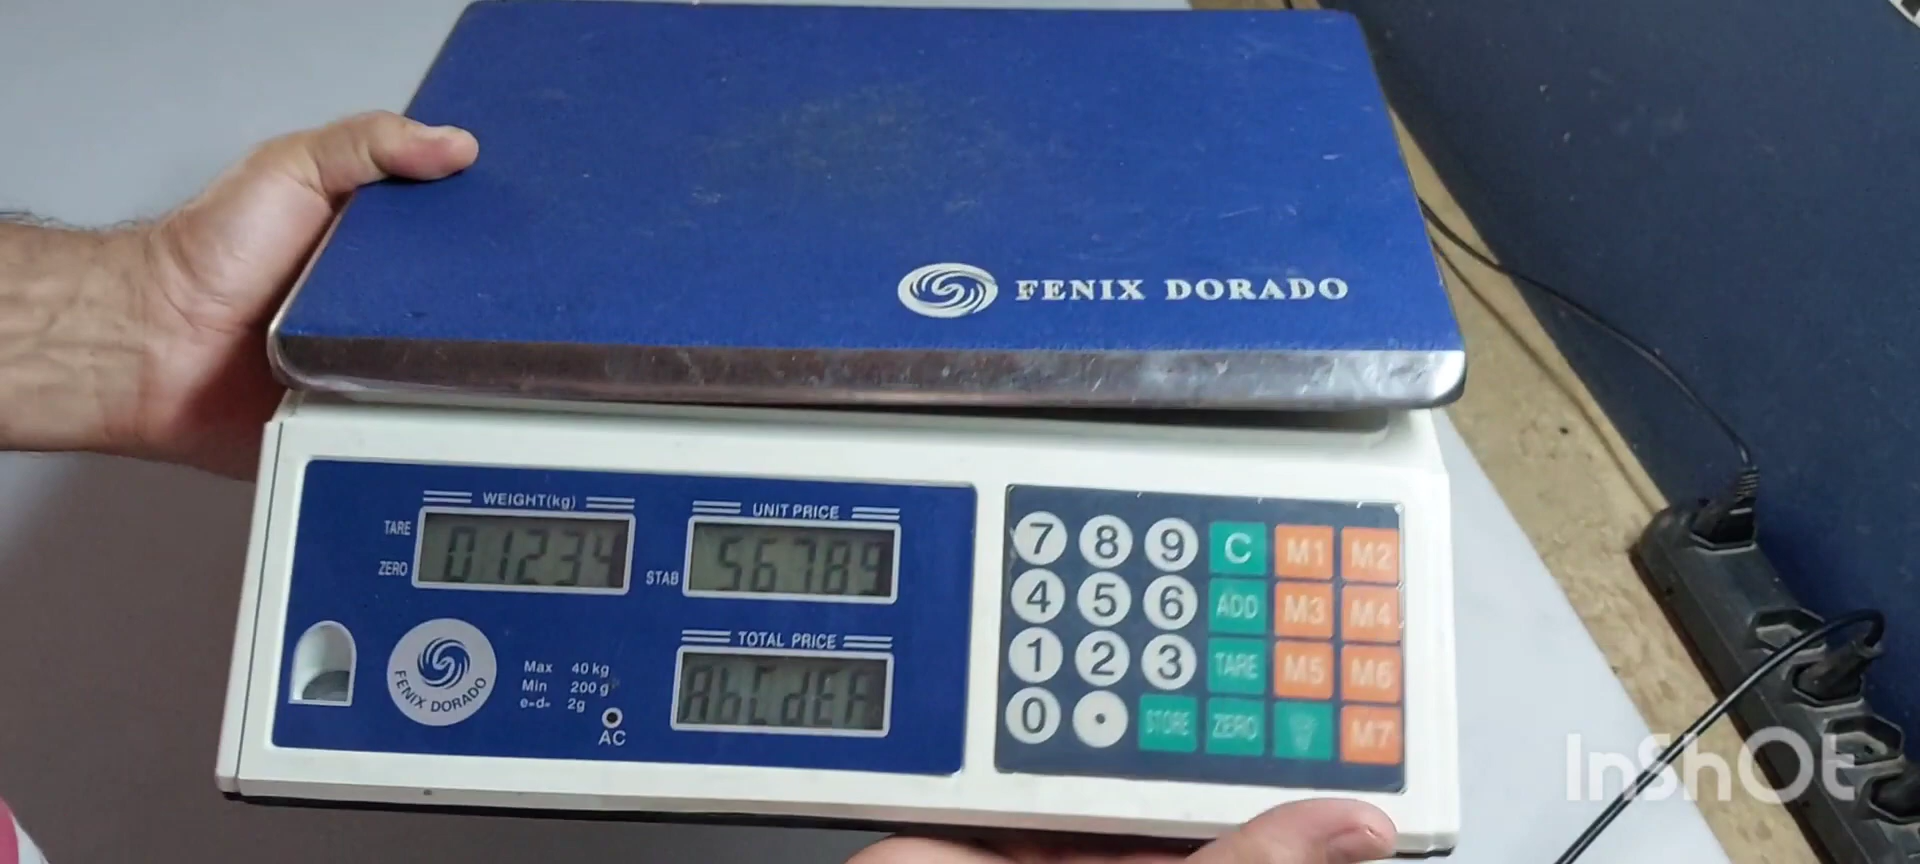 FENIX DORADO
WEIGHT(kg)
TARE
ZERO
01234
UNIT PRICE
STAB
56789
TOTAL PRICE
AbCdEF
FENIX DORADO
Max 40 kg
Min 200 g
e=d= 2g
AC
7 8 9 C M1 M2
4 5 6 ADD M3 M4
1 2 3 TARE M5 M6
0 . STORE ZERO M7
InShOt